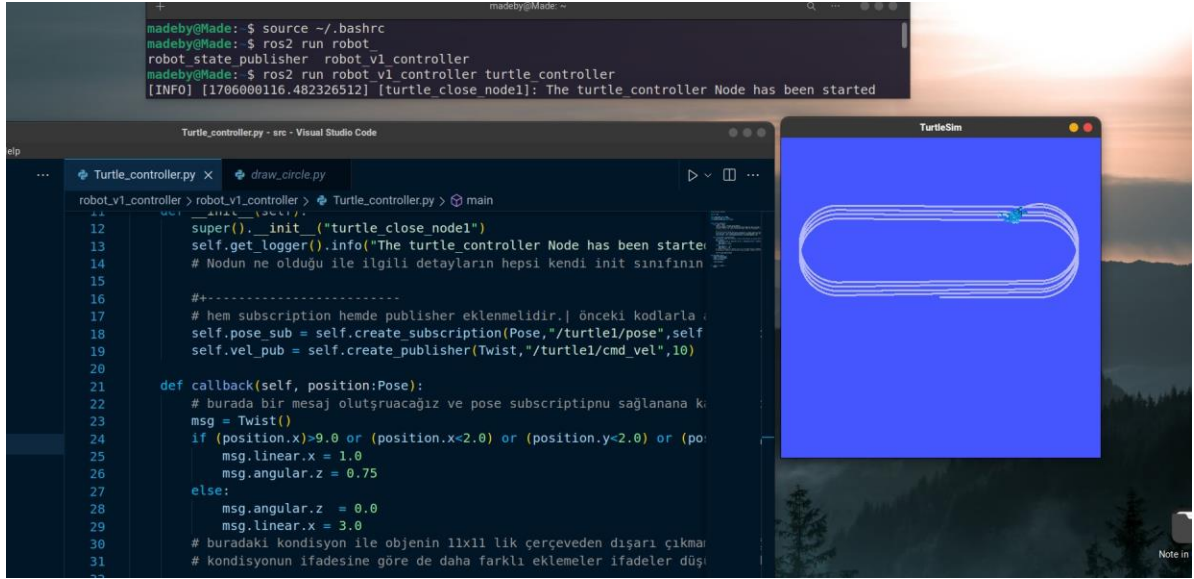 madeby@Made: ~
madeby@Made:~$ source ~/.bashrc
madeby@Made:~$ ros2 run robot_
robot_state_publisher  robot_v1_controller
madeby@Made:~$ ros2 run robot_v1_controller turtle_controller
[INFO] [1706000116.482326512] [turtle_close_node1]: The turtle_controller Node has been started
Turtle_controller.py - src - Visual Studio Code
elp
Turtle_controller.py
draw_circle.py
robot_v1_controller > robot_v1_controller > Turtle_controller.py > main
11 def __init__(self):
12 super().__init__("turtle_close_node1")
13 self.get_logger().info("The turtle_controller Node has been started
14 # Nodun ne olduğu ile ilgili detayların hepsi kendi init sınıfının
15
16 #+--------------------------
17 # hem subscription hemde publisher eklenmelidir.| önceki kodlarla
18 self.pose_sub = self.create_subscription(Pose,"/turtle1/pose",self
19 self.vel_pub = self.create_publisher(Twist,"/turtle1/cmd_vel",10)
20
21 def callback(self, position:Pose):
22 # burada bir mesaj olutşruacağız ve pose subscriptipnu sağlanana ka
23 msg = Twist()
24 if (position.x)>9.0 or (position.x<2.0) or (position.y<2.0) or (po
25 msg.linear.x = 1.0
26 msg.angular.z = 0.75
27 else:
28 msg.angular.z  = 0.0
29 msg.linear.x = 3.0
30 # buradaki kondisyon ile objenin 11x11 lik çerçeveden dışarı çıkma
31 # kondisyonun ifadesine göre de daha farklı eklemeler ifadeler düş
TurtleSim
Note in